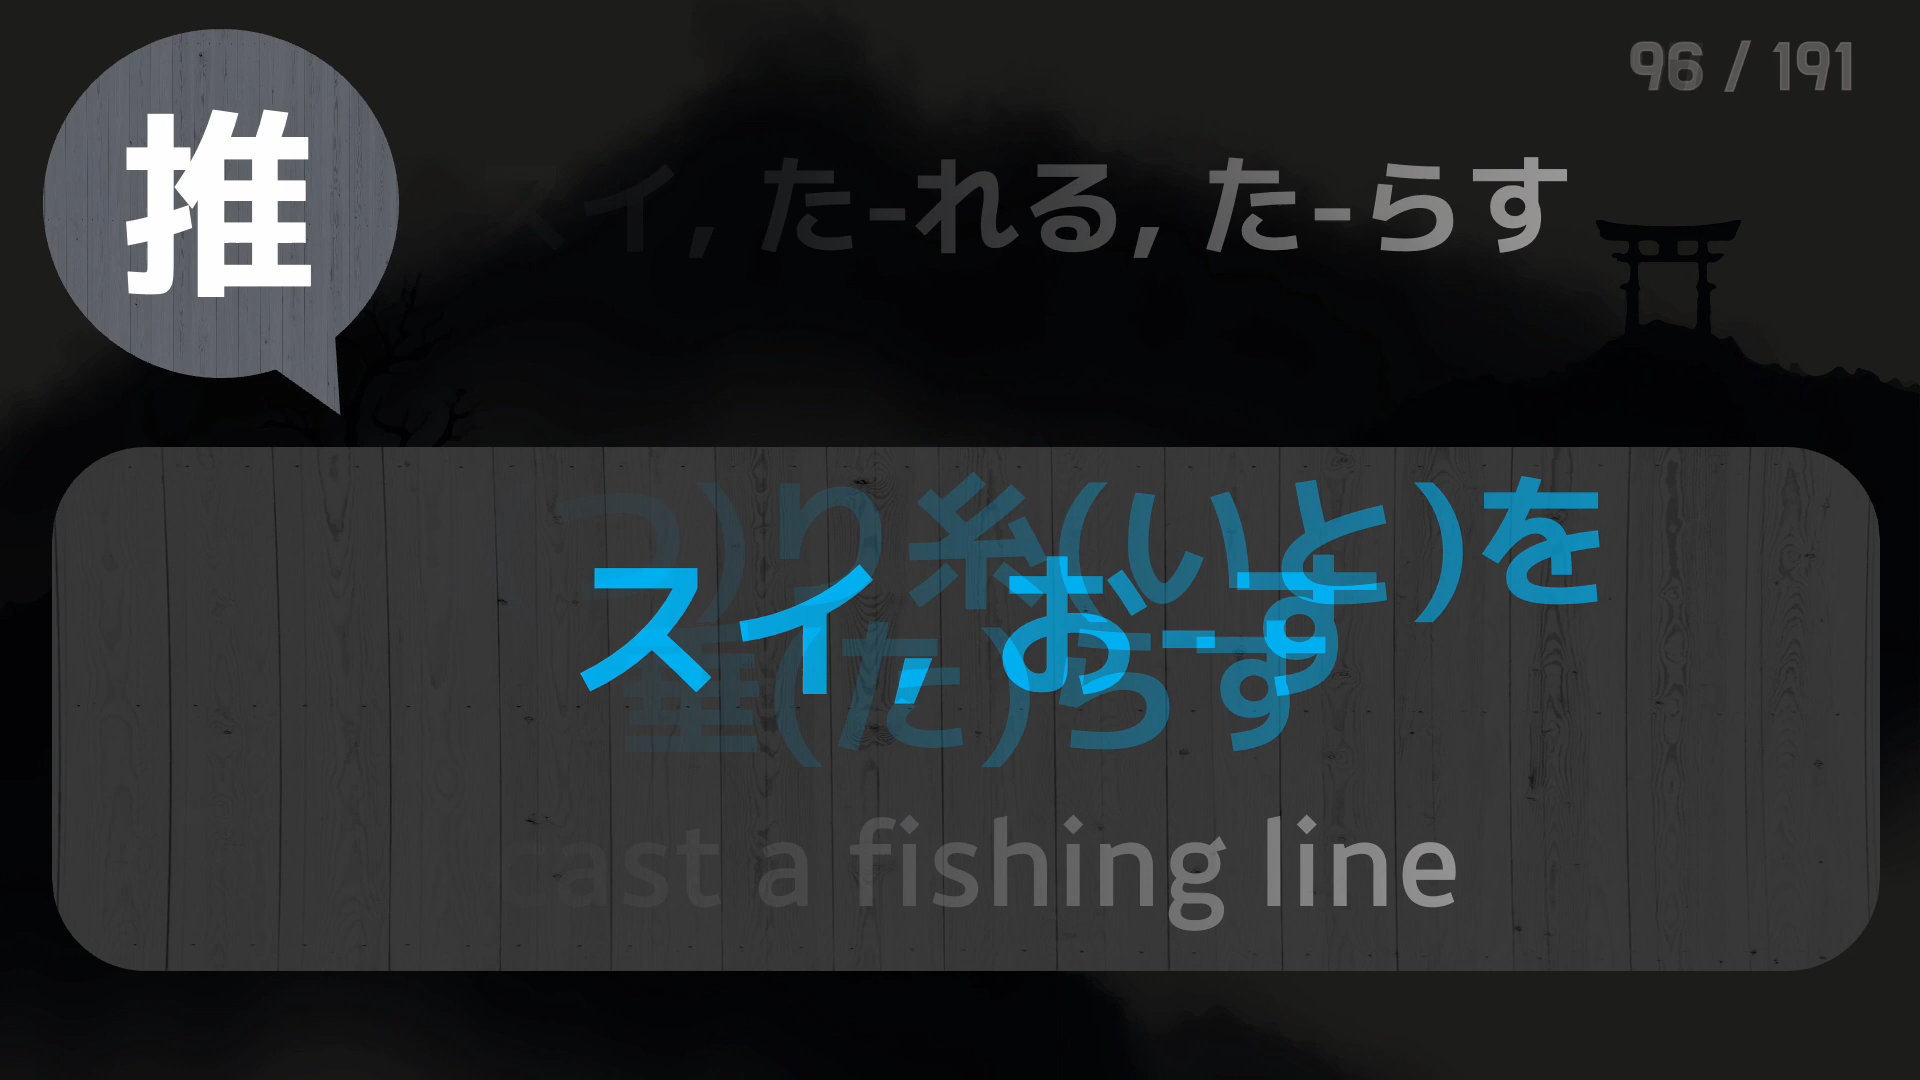 96 / 191
推
スイ, た-れる, た-らす
つ)り糸(いと)を
スイ, お-す
垂(た)らす
cast a fishing line